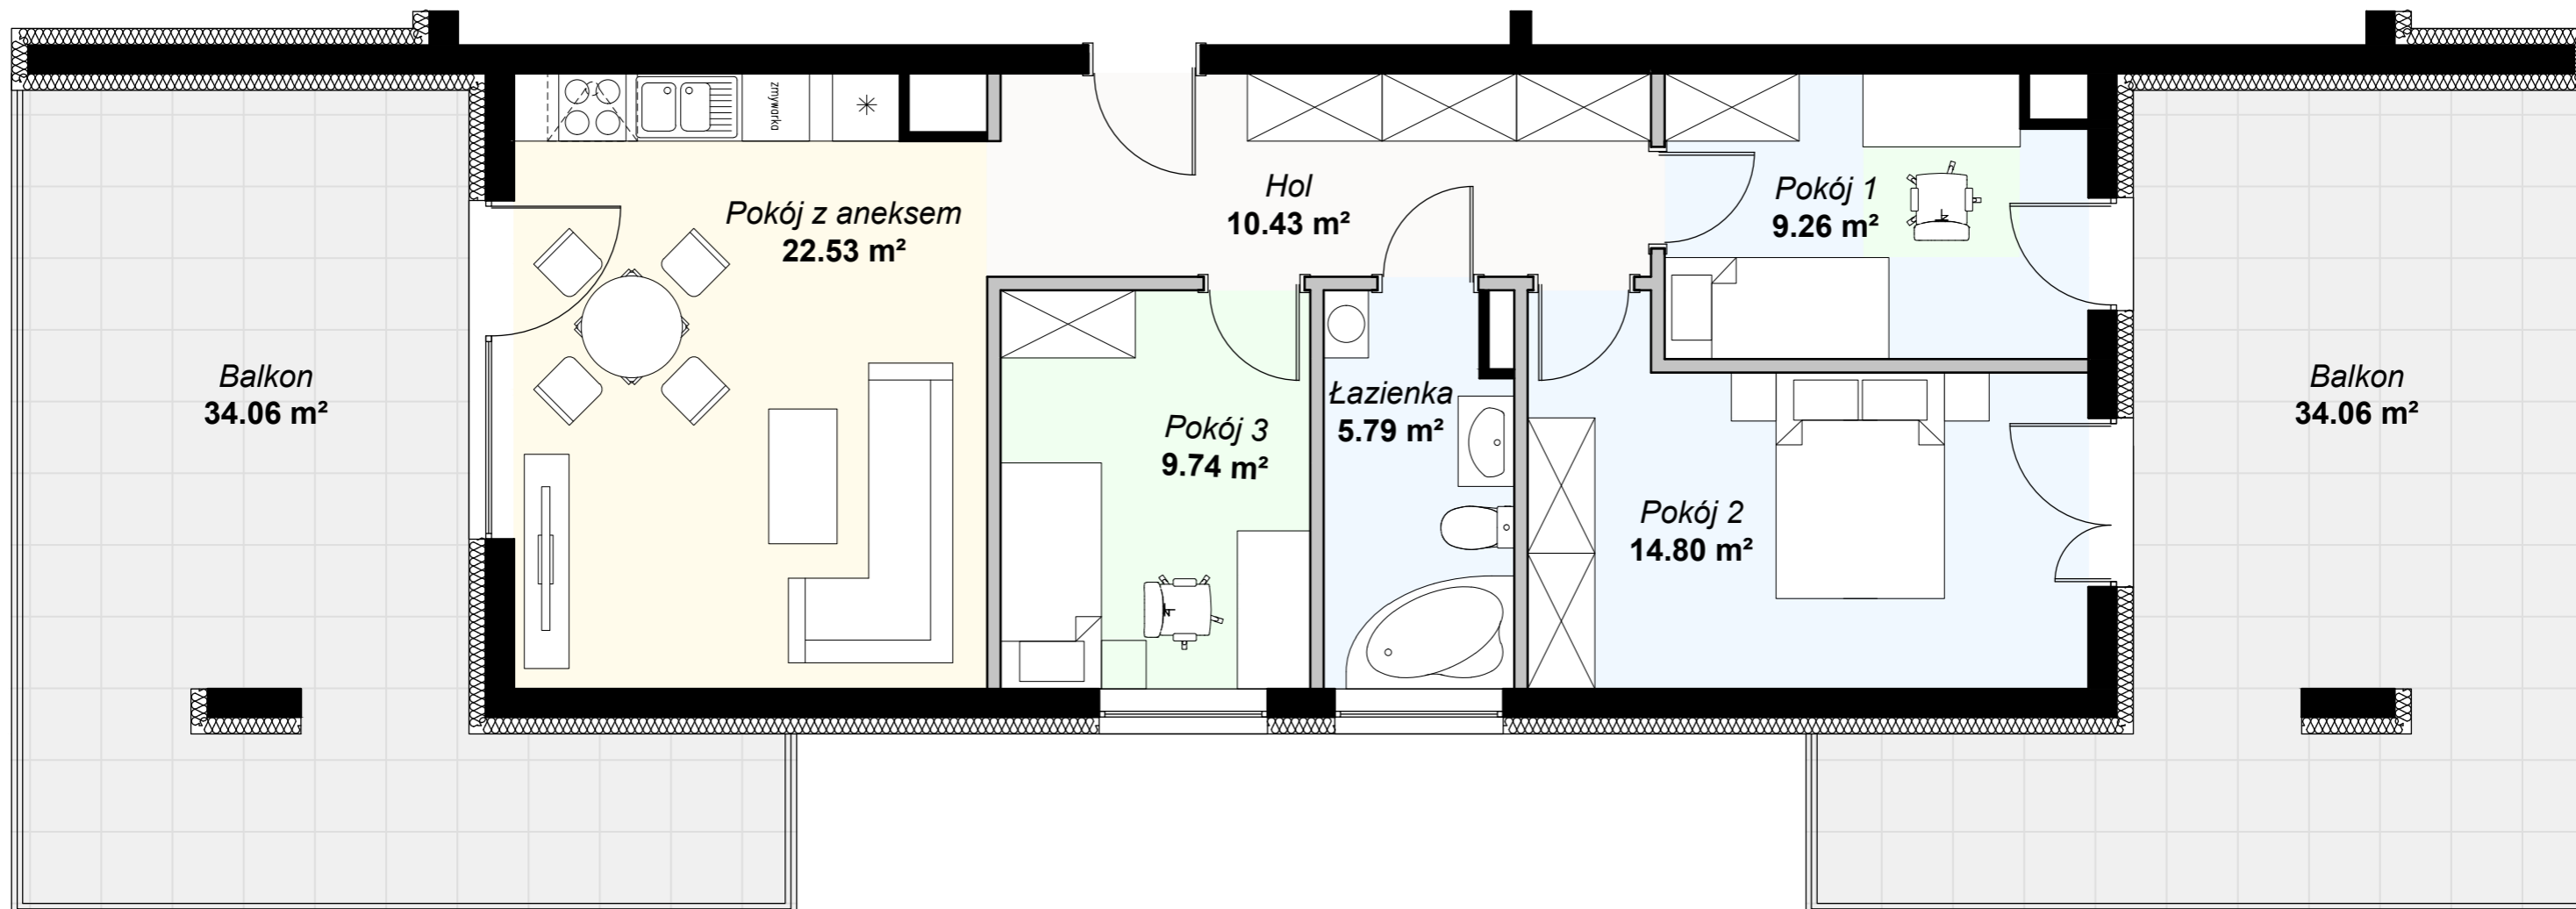 zmywarka
Pokój z aneksem
22.53 m²
Hol
10.43 m²
Pokój 1
9.26 m²
Balkon
34.06 m²
Pokój 3
9.74 m²
Łazienka
5.79 m²
Pokój 2
14.80 m²
Balkon
34.06 m²